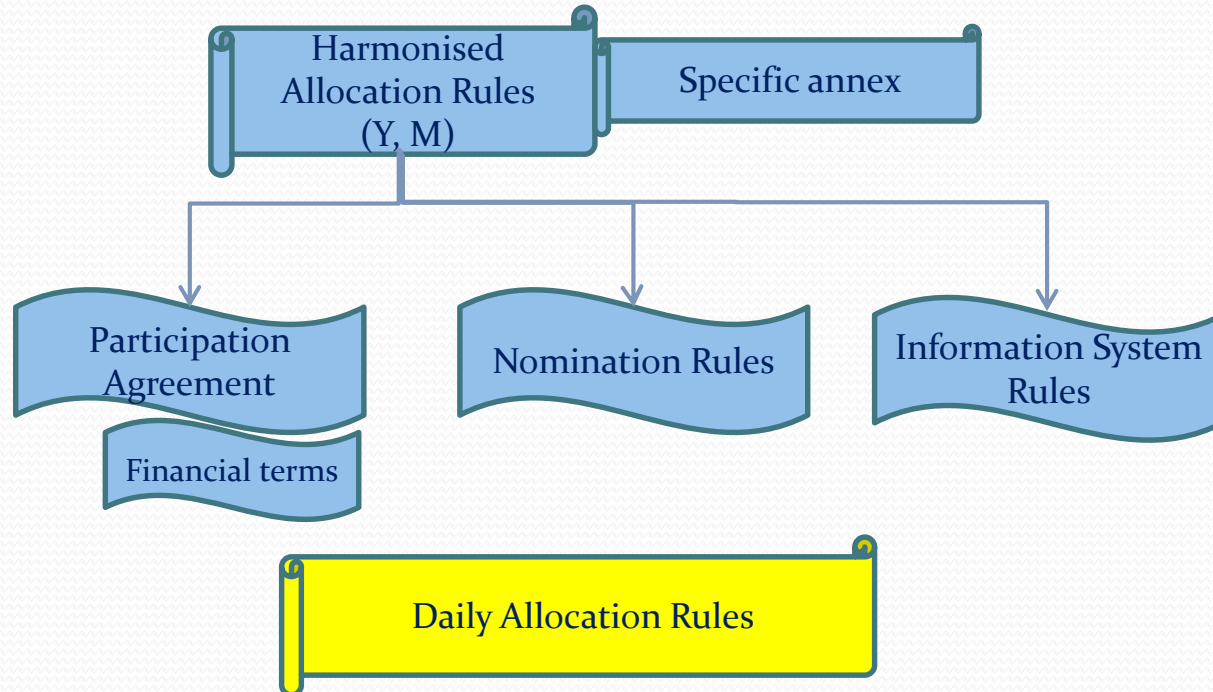 Harmonised
Allocation Rules
(Y, M)
Specific annex
Participation
Agreement
Nomination Rules
Information System
Rules
Financial terms
Daily Allocation Rules